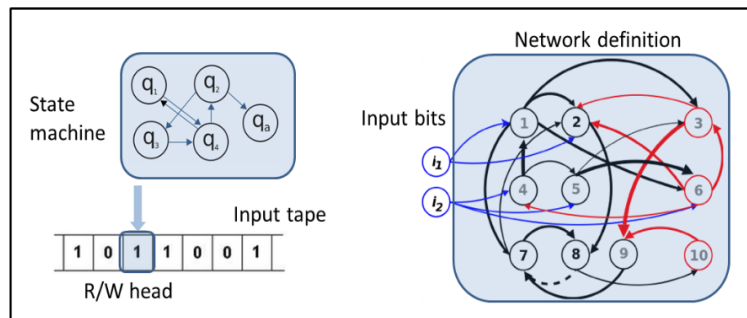 Network definition
State
machine
q₁ q₂
q₃ q₄ qₐ
Input bits
1 2 3
i₁
i₂
4 5 6
Input tape
1 0 1 1 0 0 1
7 8 9 10
R/W head